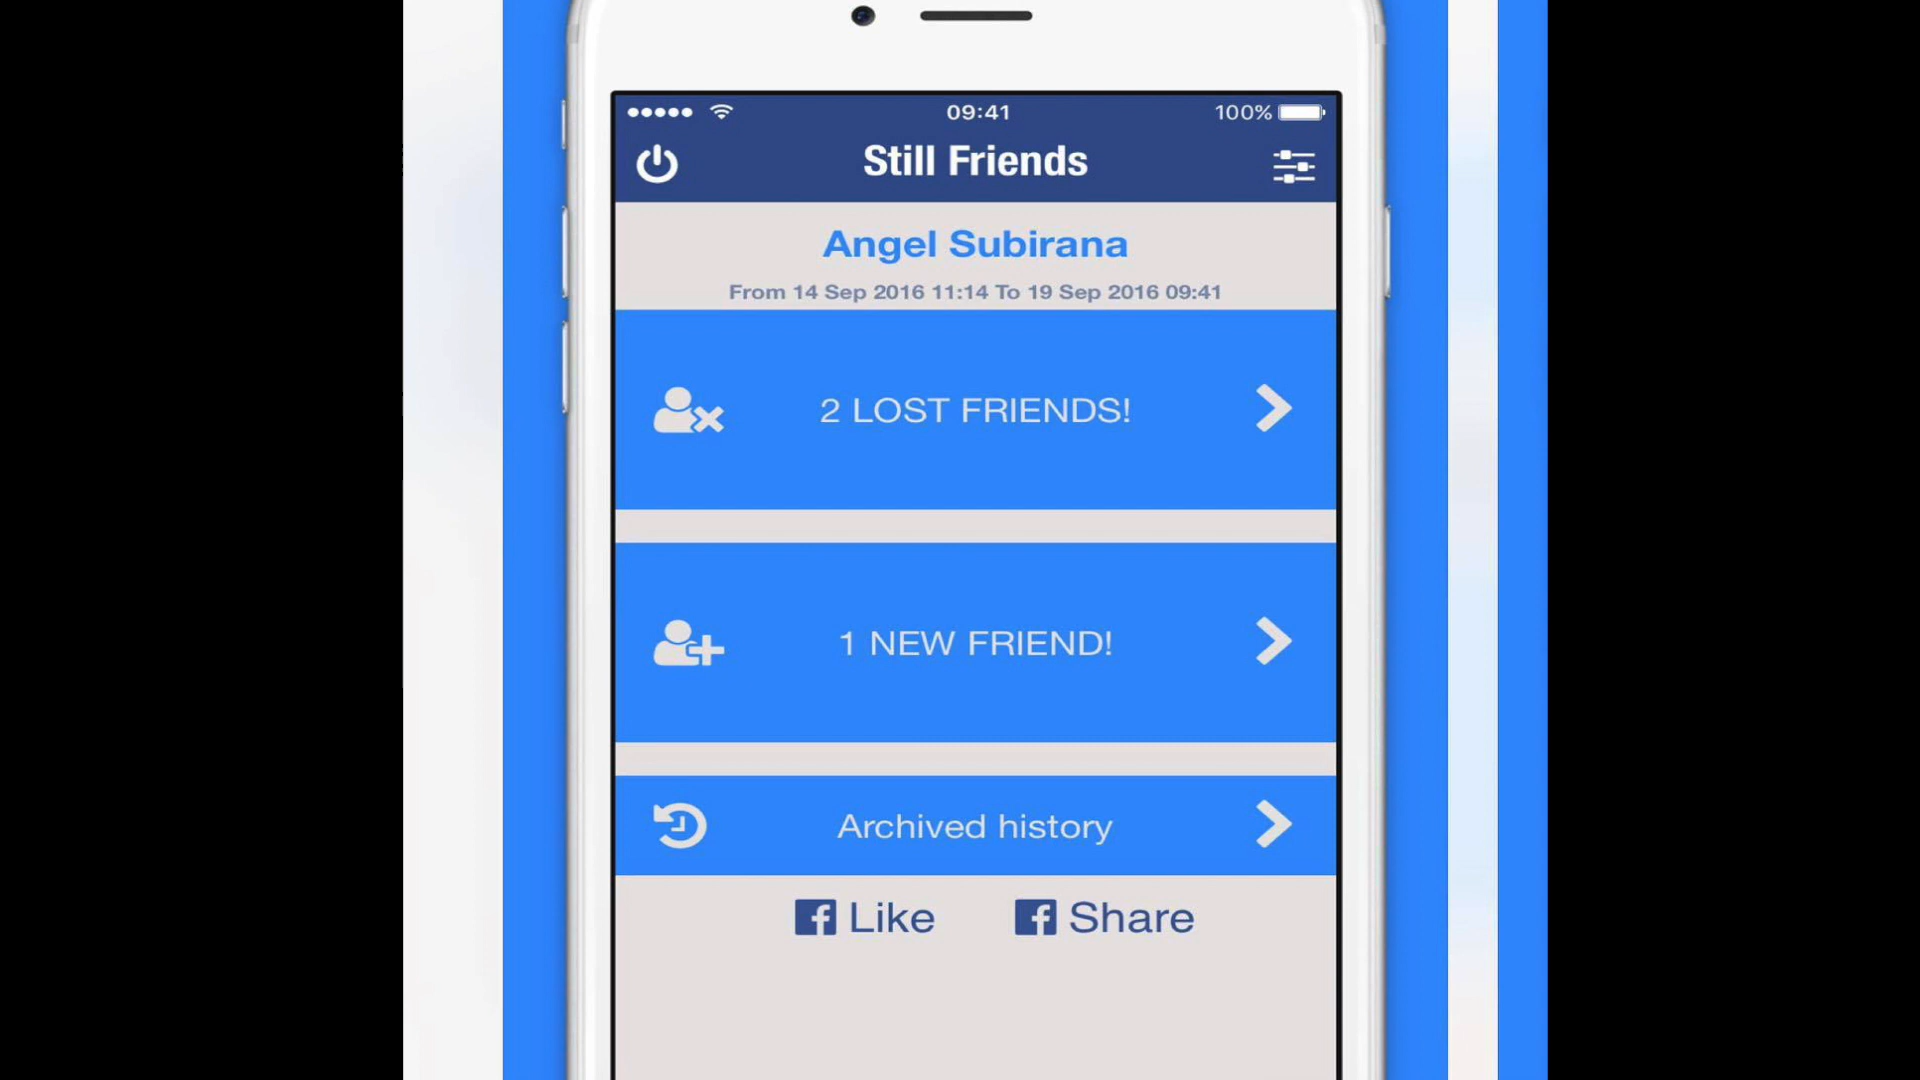 09:41
100%
Still Friends
Angel Subirana
From 14 Sep 2016 11:14 To 19 Sep 2016 09:41
2 LOST FRIENDS!
1 NEW FRIEND!
Archived history
Like
Share